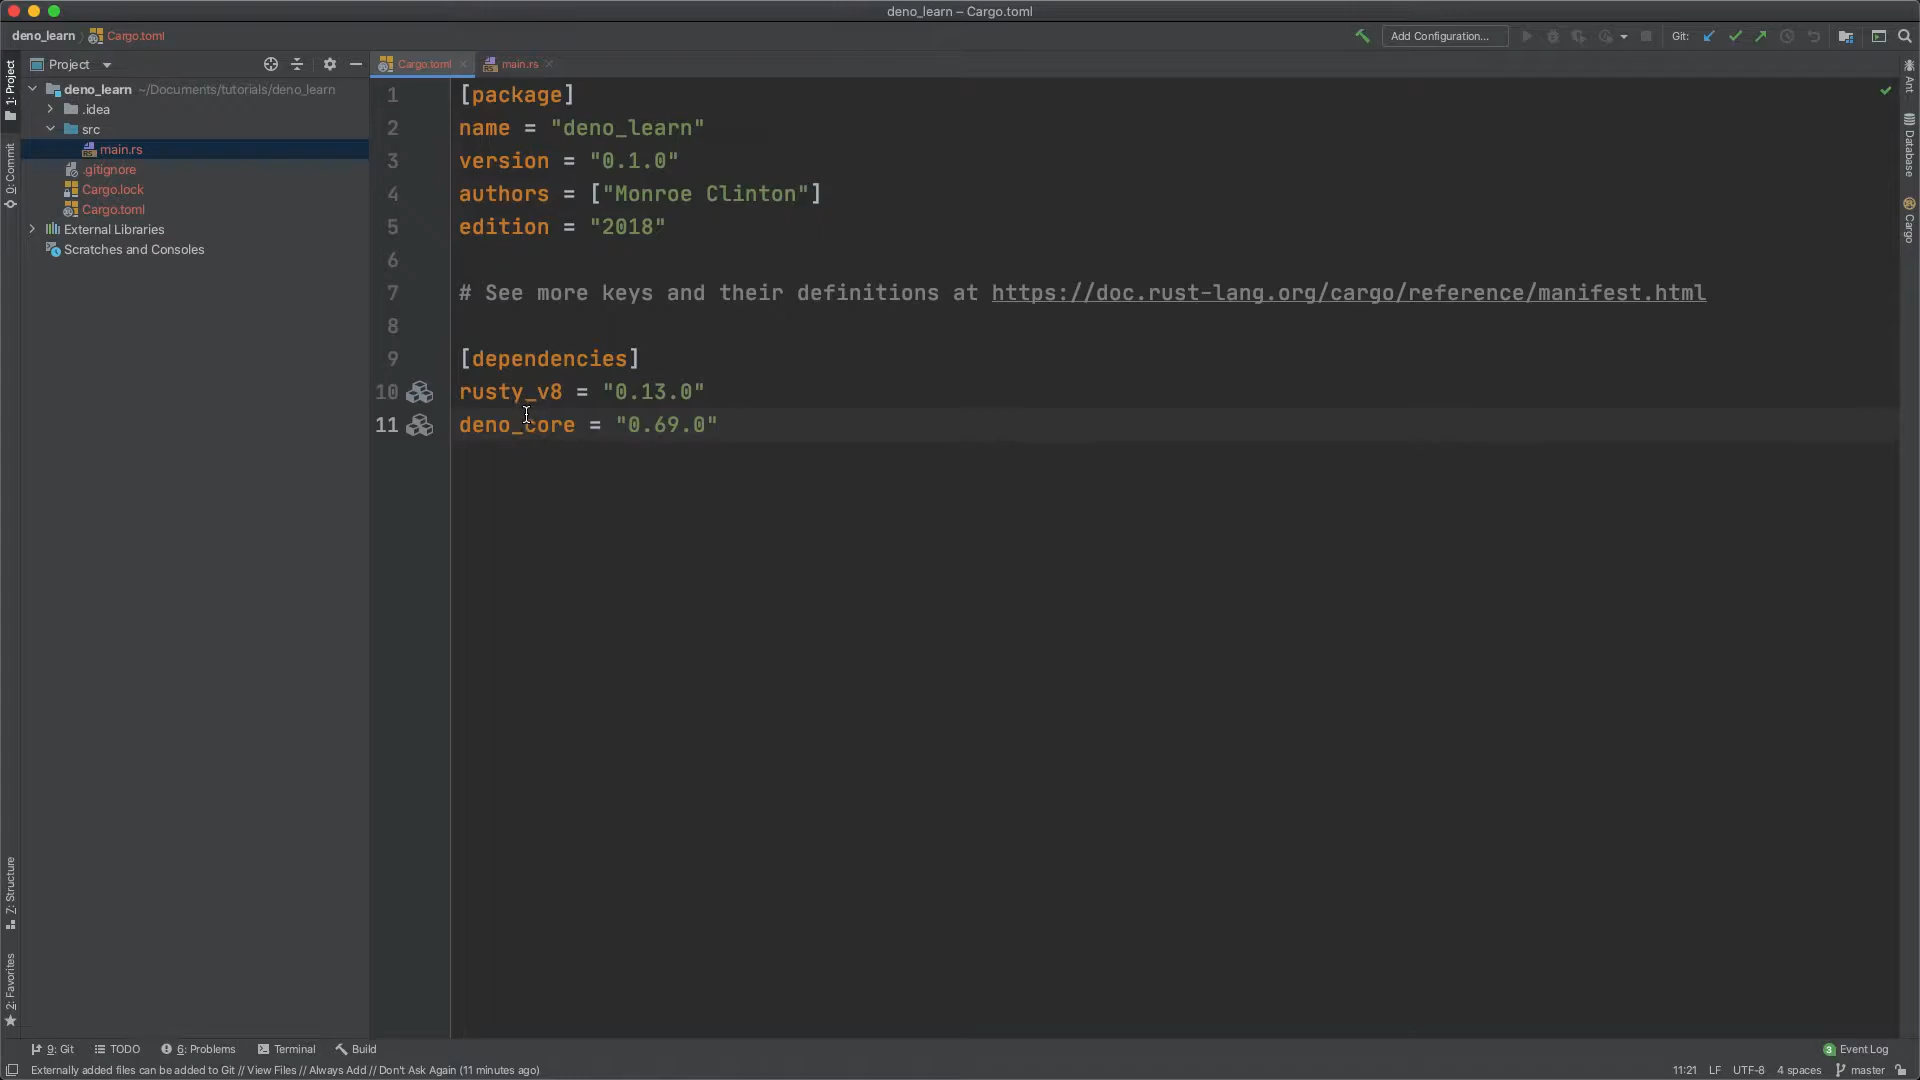 deno_learn – Cargo.toml
deno_learn Cargo.toml
Add Configuration...
Git:
Project
Cargo.toml
main.rs
1: Project
0: Commit
7: Structure
2: Favorites
deno_learn ~/Documents/tutorials/deno_learn
.idea
src
main.rs
.gitignore
Cargo.lock
Cargo.toml
External Libraries
Scratches and Consoles
1 [package]
2 name = "deno_learn"
3 version = "0.1.0"
4 authors = ["Monroe Clinton"]
5 edition = "2018"
6
7 # See more keys and their definitions at https://doc.rust-lang.org/cargo/reference/manifest.html
8
9 [dependencies]
10 rusty_v8 = "0.13.0"
11 deno_core = "0.69.0"
Ant
Database
Cargo
9: Git
TODO
6: Problems
Terminal
Build
3 Event Log
Externally added files can be added to Git // View Files // Always Add // Don't Ask Again (11 minutes ago)
11:21 LF UTF-8 4 spaces master